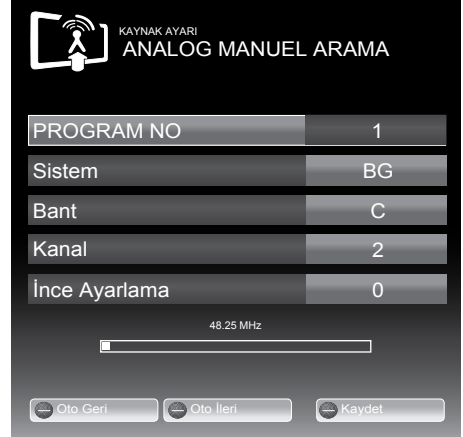 KAYNAK AYARI
ANALOG MANUEL ARAMA
PROGRAM NO 1
Sistem BG
Bant C
Kanal 2
İnce Ayarlama 0
48.25 MHz
Oto Geri Oto İleri Kaydet